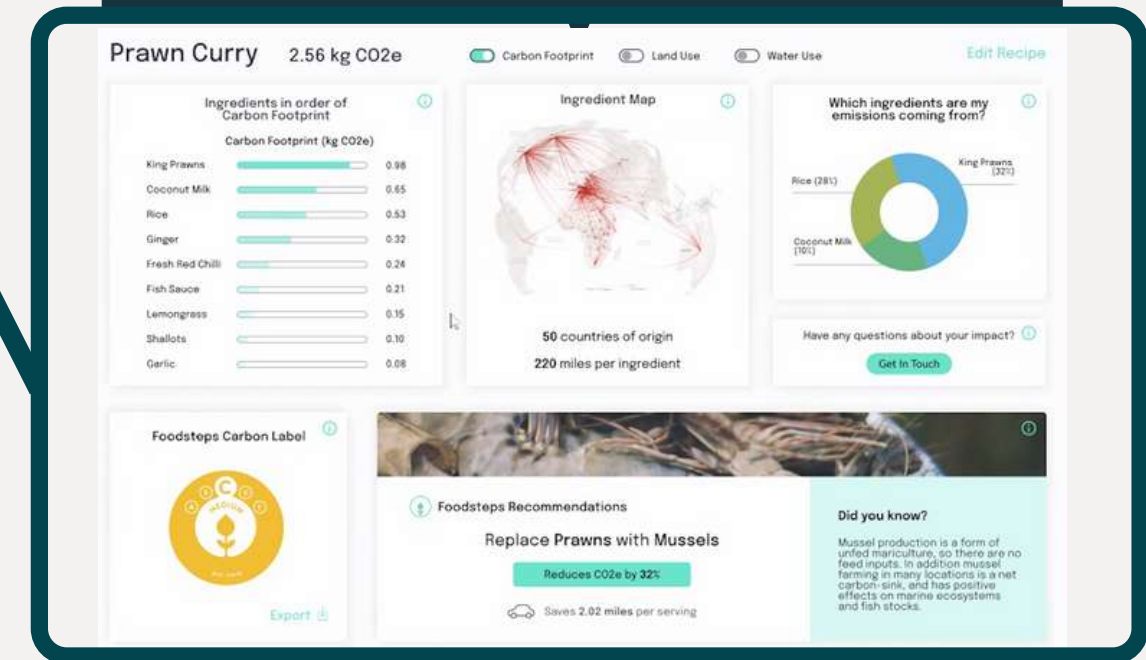 Prawn Curry
2.56 kg CO2e
Carbon Footprint
Land Use
Water Use
Edit Recipe
Ingredients in order of
Carbon Footprint
Carbon Footprint (kg CO2e)
King Prawns 0.98
Coconut Milk 0.65
Rice 0.53
Ginger 0.32
Fresh Red Chilli 0.24
Fish Sauce 0.21
Lemongrass 0.15
Shallots 0.10
Garlic 0.08
Ingredient Map
50 countries of origin
220 miles per ingredient
Which ingredients are my
emissions coming from?
King Prawns
(32%)
Rice (28%)
Coconut Milk
(10%)
Have any questions about your impact?
Get In Touch
Foodsteps Carbon Label
C
MEDIUM
Export
Foodsteps Recommendations
Replace Prawns with Mussels
Reduces CO2e by 32%
Saves 2.02 miles per serving
Did you know?
Mussel production is a form of
unfed mariculture, so there are no
feed inputs. In addition mussel
farming in many locations is a net
carbon-sink, and has positive
effects on marine ecosystems
and fish stocks.